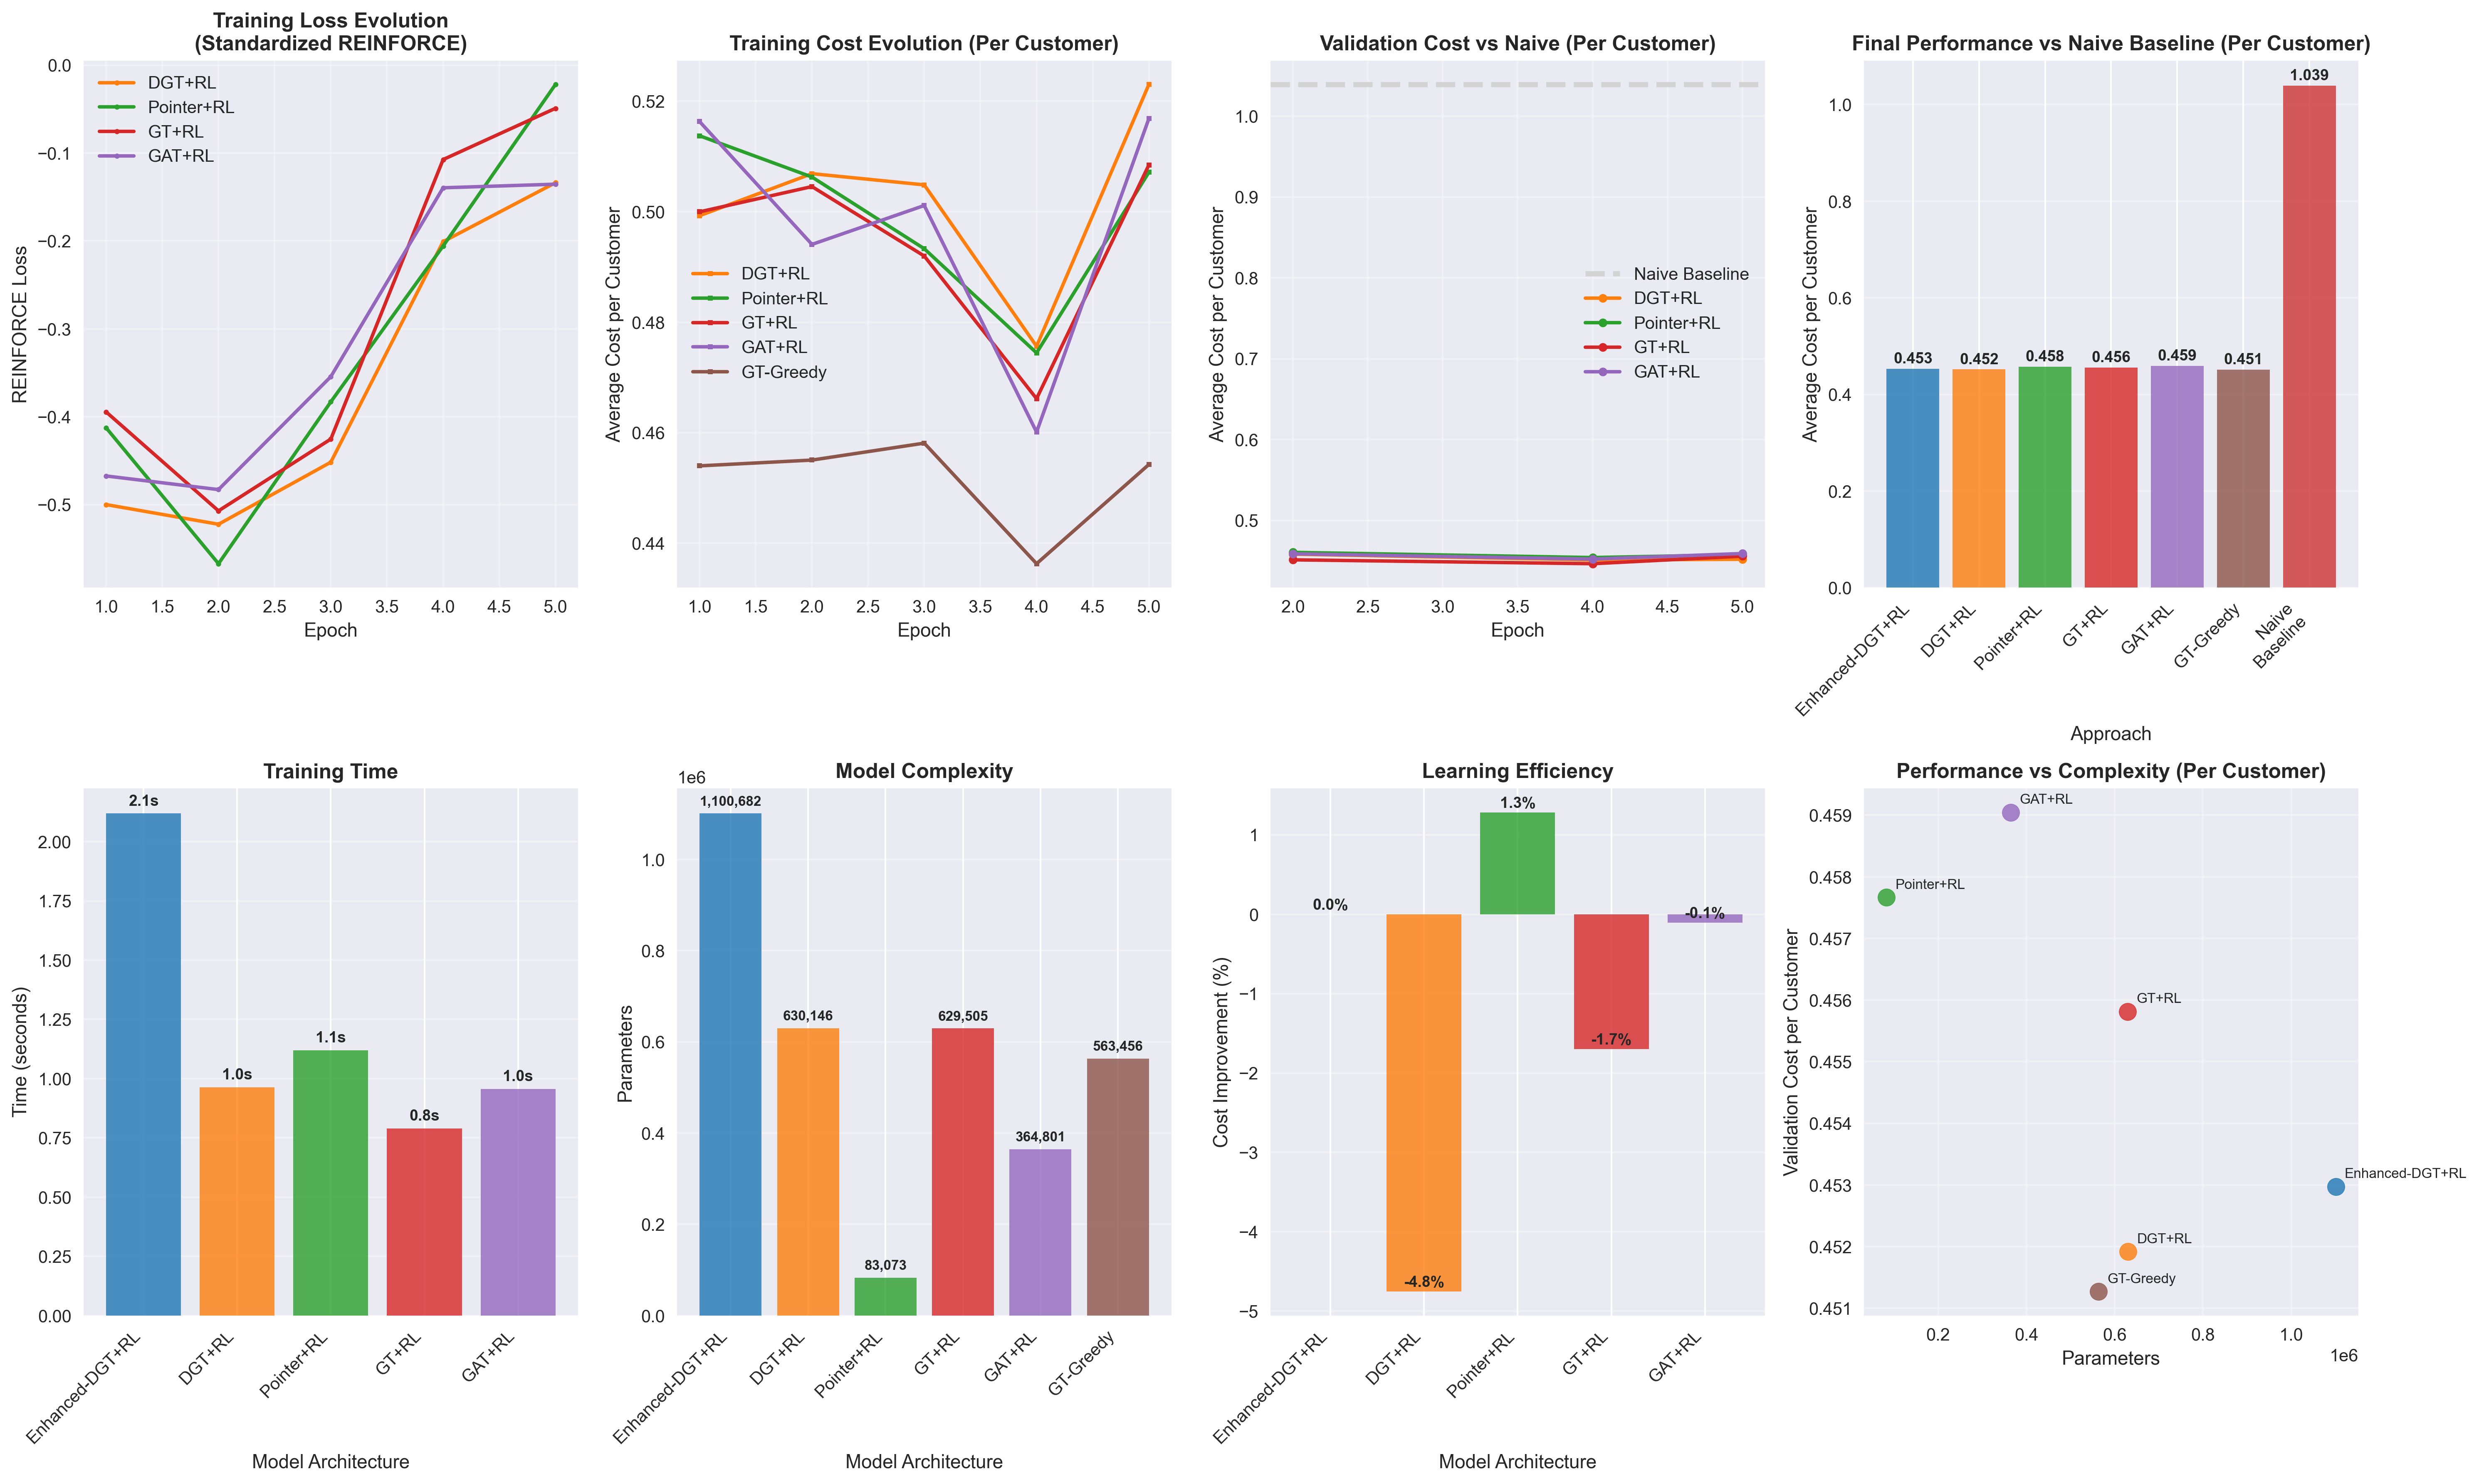 Training Loss Evolution
(Standardized REINFORCE)
0.0
−0.1
−0.2
−0.3
−0.4
−0.5
REINFORCE Loss
DGT+RL
Pointer+RL
GT+RL
GAT+RL
1.0 1.5 2.0 2.5 3.0 3.5 4.0 4.5 5.0
Epoch
Training Cost Evolution (Per Customer)
0.52
0.50
0.48
0.46
0.44
Average Cost per Customer
DGT+RL
Pointer+RL
GT+RL
GAT+RL
GT-Greedy
1.0 1.5 2.0 2.5 3.0 3.5 4.0 4.5 5.0
Epoch
Validation Cost vs Naive (Per Customer)
1.0
0.9
0.8
0.7
0.6
0.5
Average Cost per Customer
Naive Baseline
DGT+RL
Pointer+RL
GT+RL
GAT+RL
2.0 2.5 3.0 3.5 4.0 4.5 5.0
Epoch
Final Performance vs Naive Baseline (Per Customer)
1.0
0.8
0.6
0.4
0.2
0.0
Average Cost per Customer
0.453 0.452 0.458 0.456 0.459 0.451 1.039
Enhanced-DGT+RL
DGT+RL
Pointer+RL
GT+RL
GAT+RL
GT-Greedy
Naive
Baseline
Approach
Training Time
2.00
1.75
1.50
1.25
1.00
0.75
0.50
0.25
0.00
Time (seconds)
2.1s 1.0s 1.1s 0.8s 1.0s
Enhanced-DGT+RL
DGT+RL
Pointer+RL
GT+RL
GAT+RL
Model Architecture
Model Complexity
1e6
1.0
0.8
0.6
0.4
0.2
0.0
Parameters
1,100,682 630,146 83,073 629,505 364,801 563,456
Enhanced-DGT+RL
DGT+RL
Pointer+RL
GT+RL
GAT+RL
GT-Greedy
Model Architecture
Learning Efficiency
1
0
−1
−2
−3
−4
−5
Cost Improvement (%)
0.0% -4.8% 1.3% -1.7% -0.1%
Enhanced-DGT+RL
DGT+RL
Pointer+RL
GT+RL
GAT+RL
Model Architecture
Performance vs Complexity (Per Customer)
0.459
0.458
0.457
0.456
0.455
0.454
0.453
0.452
0.451
Validation Cost per Customer
GAT+RL
Pointer+RL
GT+RL
Enhanced-DGT+RL
DGT+RL
GT-Greedy
0.2 0.4 0.6 0.8 1.0
1e6
Parameters